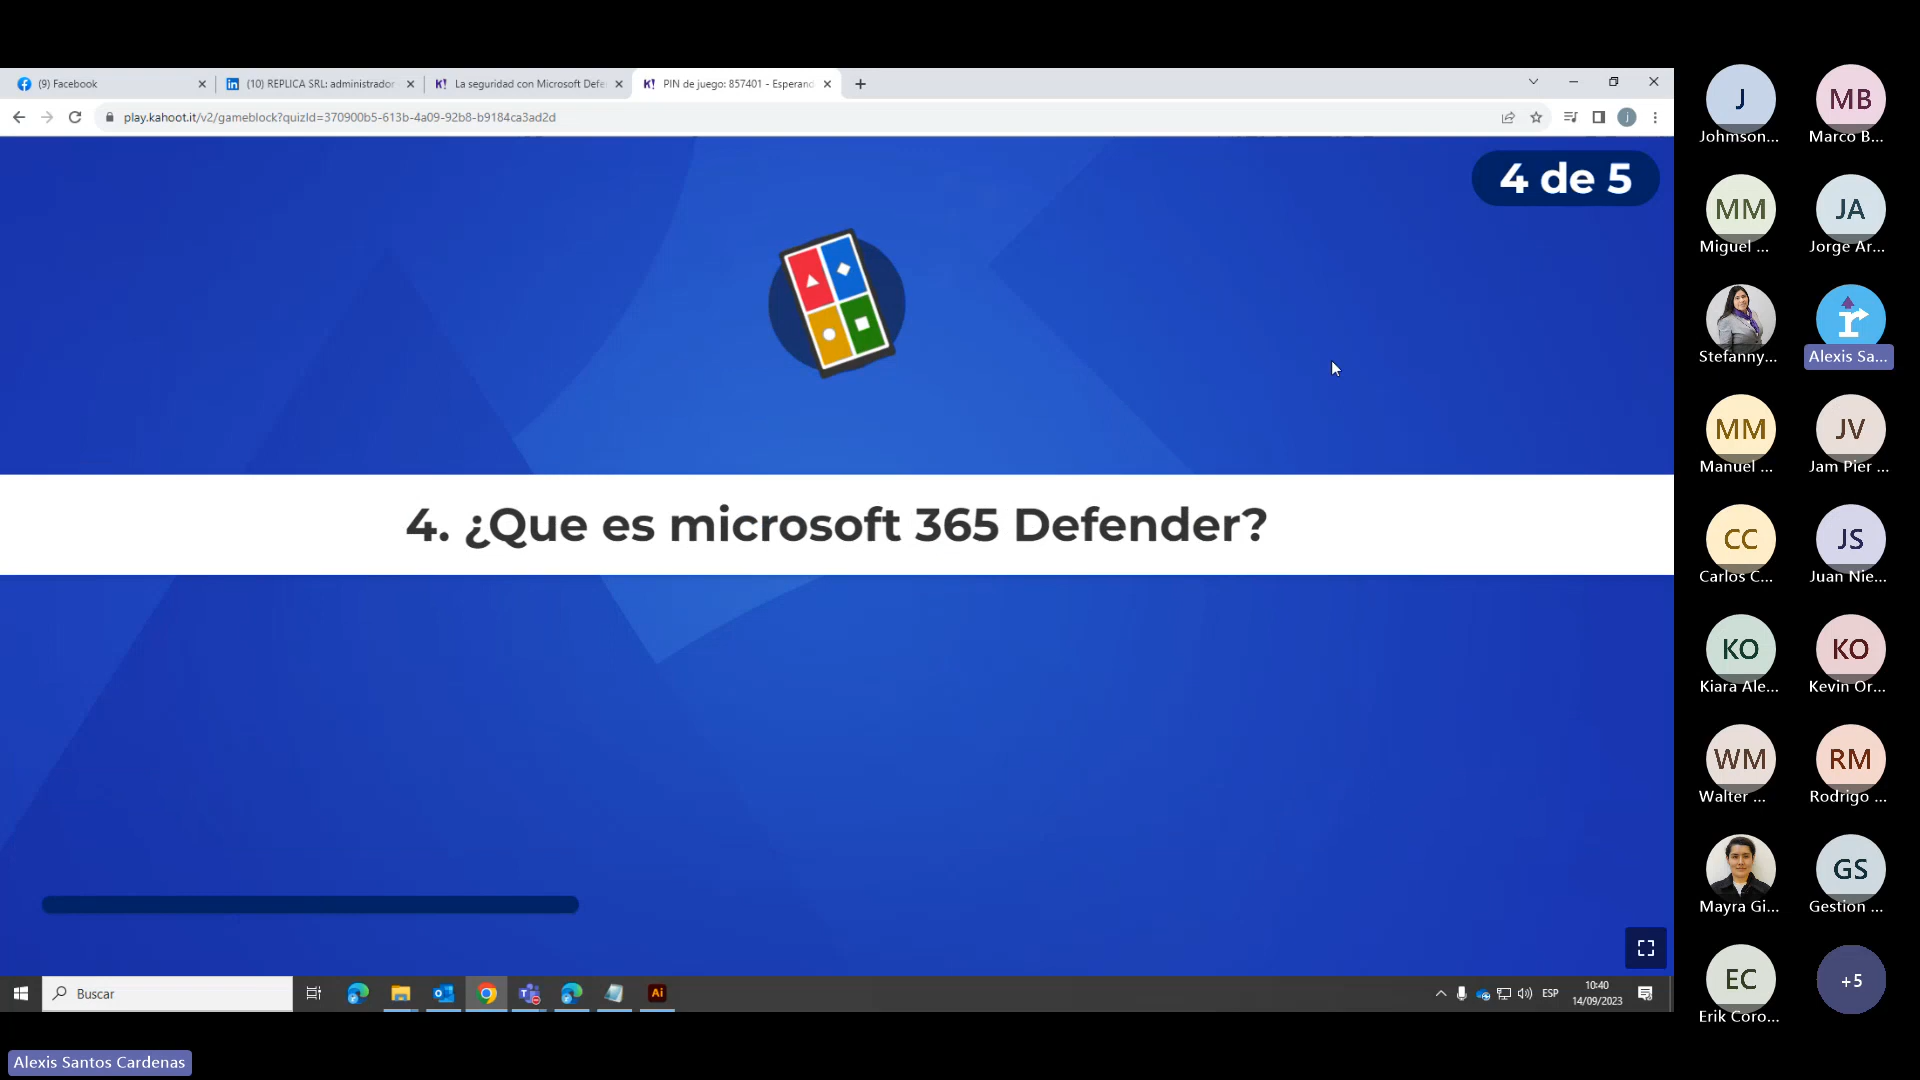 (9) Facebook
(10) REPLICA SRL: administrador
K! La seguridad con Microsoft Defe
K! PIN de juego: 857401 - Esperand
play.kahoot.it/v2/gameblock?quizId=370900b5-613b-4a09-92b8-b9184ca3ad2d
j
4 de 5
4. ¿Que es microsoft 365 Defender?
Buscar
Ai
ESP
10:40
14/09/2023
J
Johmson...
MB
Marco B...
MM
Miguel ...
JA
Jorge Ar...
Stefanny...
r
Alexis Sa...
MM
Manuel ...
JV
Jam Pier ...
CC
Carlos C...
JS
Juan Nie...
KO
Kiara Ale...
KO
Kevin Or...
WM
Walter ...
RM
Rodrigo ...
Mayra Gi...
GS
Gestion ...
EC
Erik Coro...
+5
Alexis Santos Cardenas